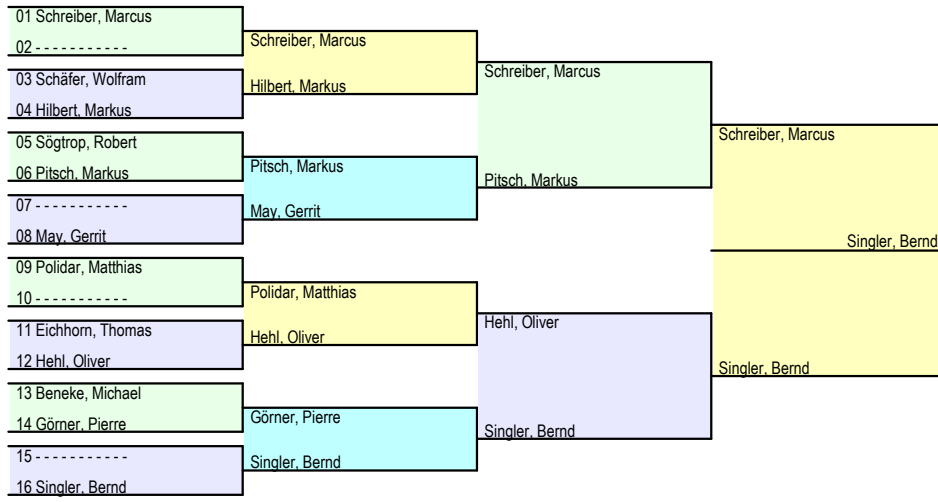 01 Schreiber, Marcus
02 - - - - - - - - - - -
03 Schäfer, Wolfram
04 Hilbert, Markus
05 Sögtrop, Robert
06 Pitsch, Markus
07 - - - - - - - - - - -
08 May, Gerrit
09 Polidar, Matthias
10 - - - - - - - - - - -
11 Eichhorn, Thomas
12 Hehl, Oliver
13 Beneke, Michael
14 Görner, Pierre
15 - - - - - - - - - - -
16 Singler, Bernd
Schreiber, Marcus
Hilbert, Markus
Pitsch, Markus
May, Gerrit
Polidar, Matthias
Hehl, Oliver
Görner, Pierre
Singler, Bernd
Schreiber, Marcus
Pitsch, Markus
Hehl, Oliver
Singler, Bernd
Schreiber, Marcus
Singler, Bernd
Singler, Bernd